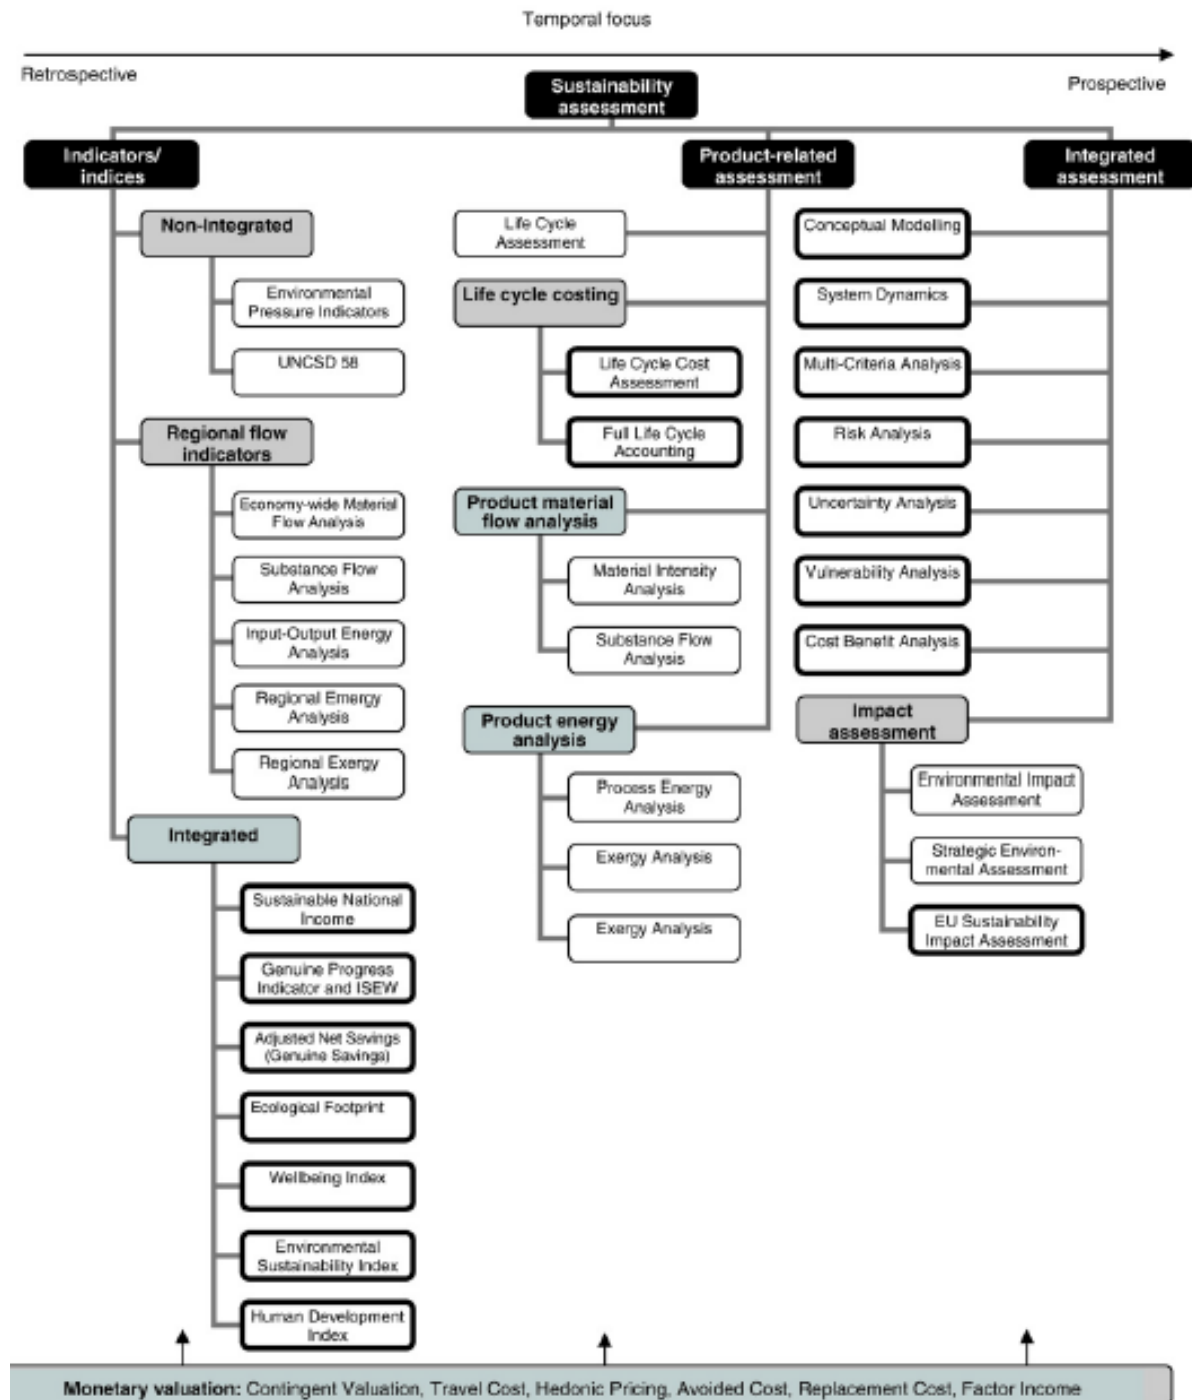 Temporal focus
Retrospective
Prospective
Sustainability
assessment
Indicators/
indices
Product-related
assessment
Integrated
assessment
Non-Integrated
Environmental
Pressure Indicators
UNCSD 58
Regional flow
indicators
Economy-wide Material
Flow Analysis
Substance Flow
Analysis
Input-Output Energy
Analysis
Regional Emergy
Analysis
Regional Exergy
Analysis
Integrated
Sustainable National
Income
Genuine Progress
Indicator and ISEW
Adjusted Net Savings
(Genuine Savings)
Ecological Footprint
Wellbeing Index
Environmental
Sustainability Index
Human Development
Index
Life Cycle
Assessment
Life cycle costing
Life Cycle Cost
Assessment
Full Life Cycle
Accounting
Product material
flow analysis
Material Intensity
Analysis
Substance Flow
Analysis
Product energy
analysis
Process Energy
Analysis
Exergy Analysis
Exergy Analysis
Conceptual Modelling
System Dynamics
Multi-Criteria Analysis
Risk Analysis
Uncertainty Analysis
Vulnerability Analysis
Cost Benefit Analysis
Impact
assessment
Environmental Impact
Assessment
Strategic Environ-
mental Assessment
EU Sustainability
Impact Assessment
Monetary valuation: Contingent Valuation, Travel Cost, Hedonic Pricing, Avoided Cost, Replacement Cost, Factor Income